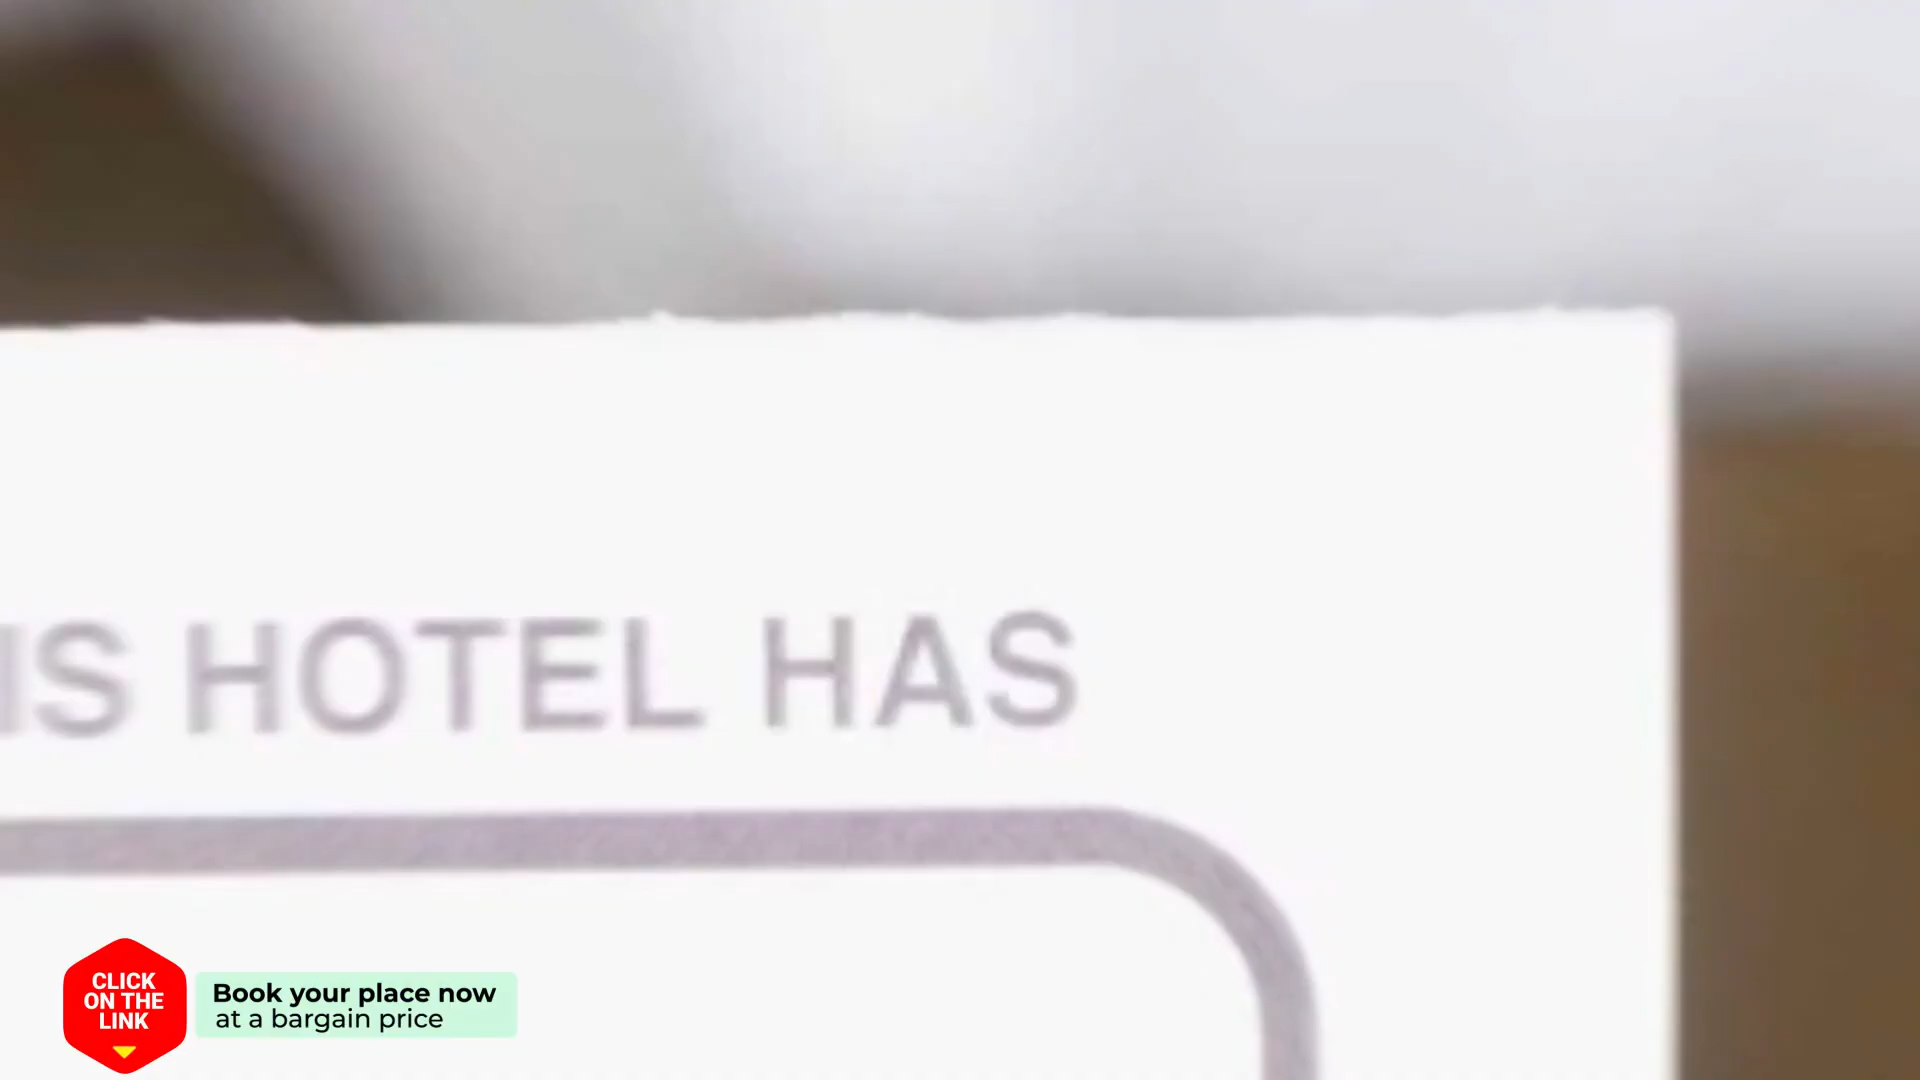 HOTEL HAS
CLICK
ON THE
LINK
Book your place now
at a bargain price